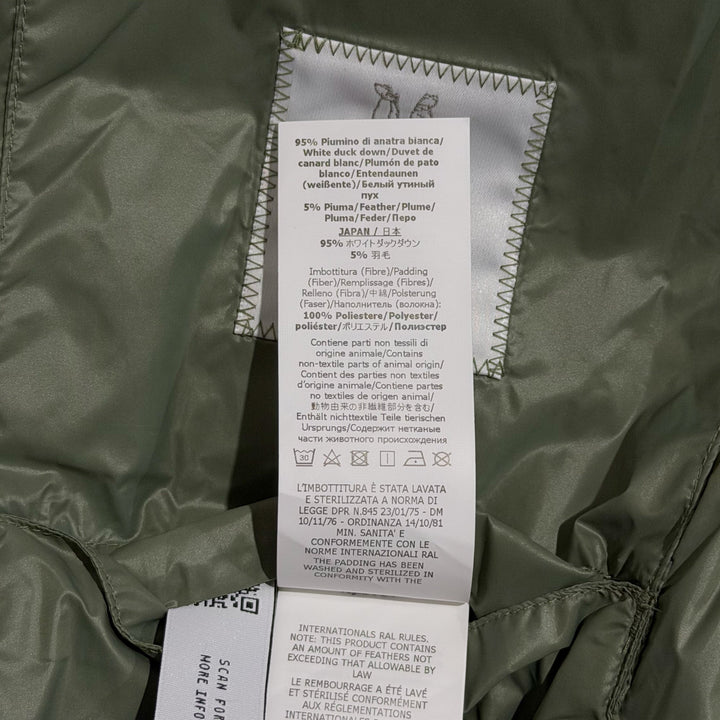 95% Piumino di anatra bianca/
White duck down/Duvet de
canard blanc/Plumón de pato
blanco/Entendaunen
(weißente)/Белый утиный
пух
5% Piuma/Feather/Plume/
Pluma/Feder/Перо
JAPAN / 日本
95% ホワイトダックダウン
5% 羽毛
Imbottitura (Fibre)/Padding
(Fiber)/Remplissage (Fibres)/
Relleno (Fibra)/中綿/Polsterung
(Faser)/Наполнитель (волокна):
100% Poliestere/Polyester/
poliéster/ポリエステル/Полиэстер
Contiene parti non tessili di
origine animale/Contains
non-textile parts of animal origin/
Contient des parties non textiles
d'origine animale/Contiene partes
no textiles de origen animal/
動物由来の非繊維部分を含む/
Enthält nichttextile Teile tierischen
Ursprungs/Содержит нетканые
части животного происхождения
30
L'IMBOTTITURA È STATA LAVATA
E STERILIZZATA A NORMA DI
LEGGE DPR N.845 23/01/75 - DM
10/11/76 - ORDINANZA 14/10/81
MIN. SANITA' E
CONFORMEMENTE CON LE
NORME INTERNAZIONALI RAL
THE PADDING HAS BEEN
WASHED AND STERILIZED IN
CONFORMITY WITH THE
INTERNATIONALS RAL RULES.
NOTE: THIS PRODUCT CONTAINS
AN AMOUNT OF FEATHERS NOT
EXCEEDING THAT ALLOWABLE BY
LAW
LE REMBOURRAGE A ÉTÉ LAVÉ
ET STÉRILISÉ CONFORMÉMENT
AUX RÉGLEMENTATIONS
INTERNATIONALES RAL
SCAN FOR
MORE INFO